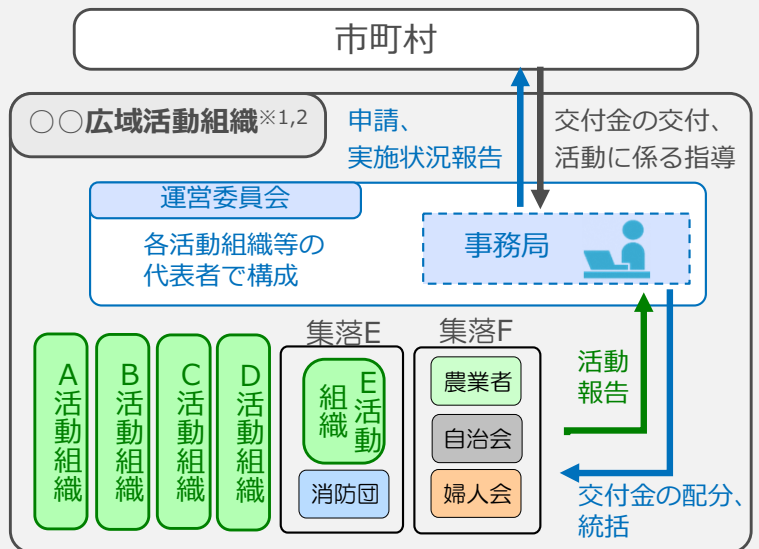 市町村
○○広域活動組織※1,2
申請、
実施状況報告
交付金の交付、
活動に係る指導
運営委員会
各活動組織等の
代表者で構成
事務局
A活動組織
B活動組織
C活動組織
D活動組織
集落E
E活動
組織
消防団
集落F
農業者
自治会
婦人会
活動
報告
交付金の配分、
統括